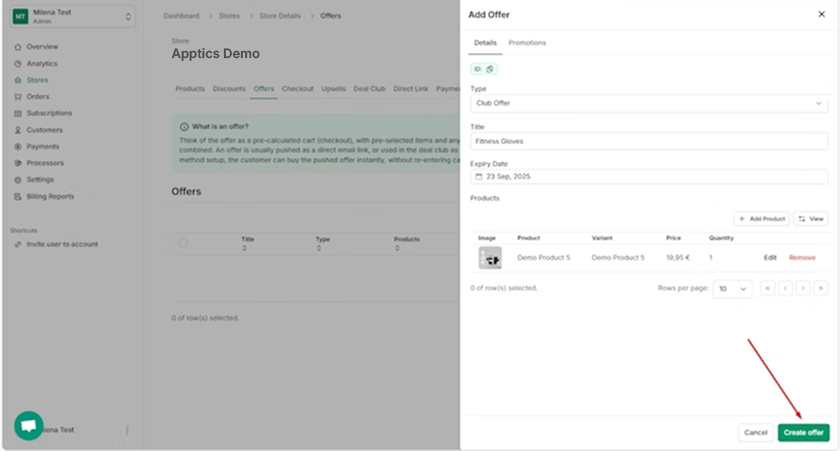 MT
Milena Test
Admin
Overview
Analytics
Stores
Orders
Subscriptions
Customers
Payments
Processors
Settings
Billing Reports
Shortcuts
Invite user to account
lena Test
Dashboard > Stores > Store Details > Offers
Store
Apptics Demo
Products Discounts Offers Checkout Upsells Deal Club Direct Link Payme
What is an offer?
Think of the offer as a pre-calculated cart (checkout), with pre-selected items and any
combined. An offer is usually pushed as a direct email link, or used in the deal club as
method setup, the customer can buy the pushed offer instantly, without re-entering ca
Offers
Title Type Products
0 of row(s) selected.
Add Offer
Details Promotions
ID
Type
Club Offer
Title
Fitness Gloves
Expiry Date
23 Sep, 2025
Products
+ Add Product View
Image Product Variant Price Quantity
Demo Product 5 Demo Product 5 19,95 € 1 Edit Remove
0 of row(s) selected. Rows per page: 10 « ‹ › »
Cancel Create offer